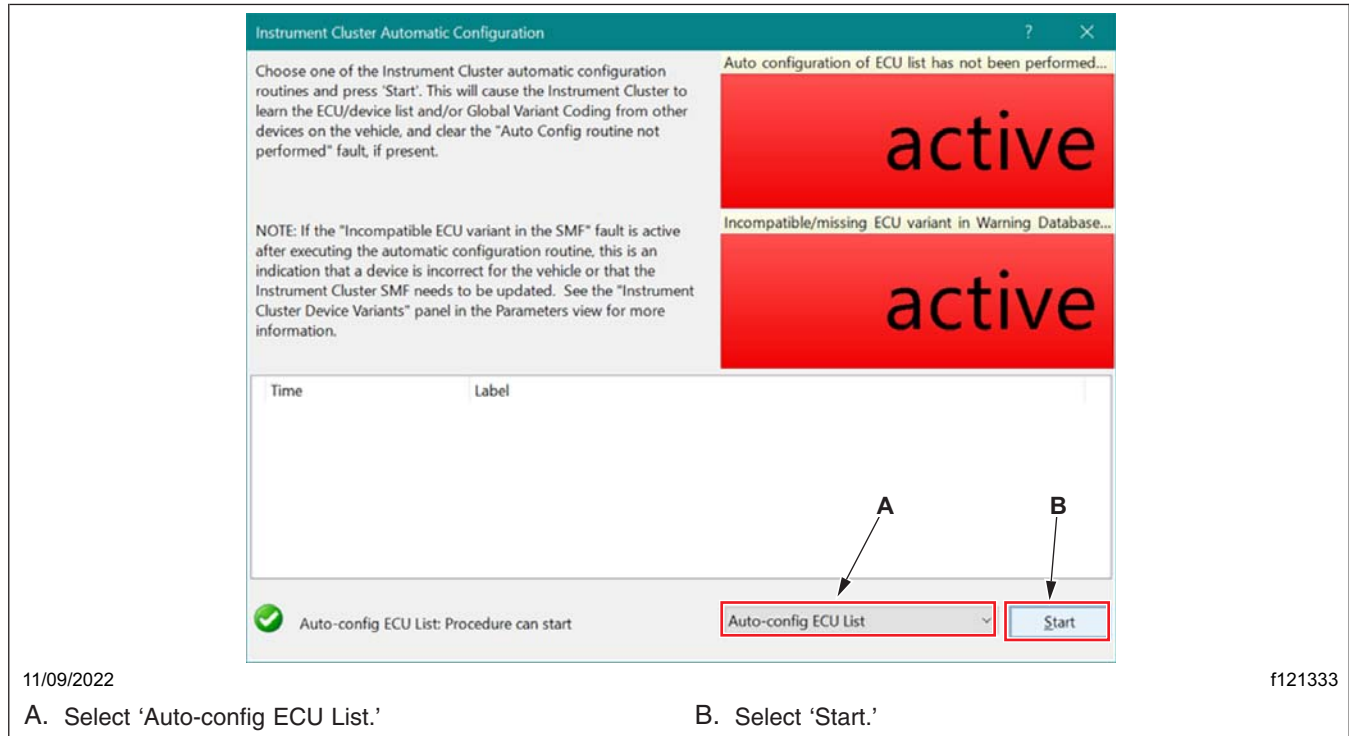 Instrument Cluster Automatic Configuration ? ×
Choose one of the Instrument Cluster automatic configuration
routines and press 'Start'. This will cause the Instrument Cluster to
learn the ECU/device list and/or Global Variant Coding from other
devices on the vehicle, and clear the "Auto Config routine not
performed" fault, if present.
NOTE: If the "Incompatible ECU variant in the SMF" fault is active
after executing the automatic configuration routine, this is an
indication that a device is incorrect for the vehicle or that the
Instrument Cluster SMF needs to be updated. See the "Instrument
Cluster Device Variants" panel in the Parameters view for more
information.
Auto configuration of ECU list has not been performed...
active
Incompatible/missing ECU variant in Warning Database...
active
Time Label
A B
Auto-config ECU List: Procedure can start
Auto-config ECU List
Start
11/09/2022 f121333
A. Select ‘Auto-config ECU List.’ B. Select ‘Start.’